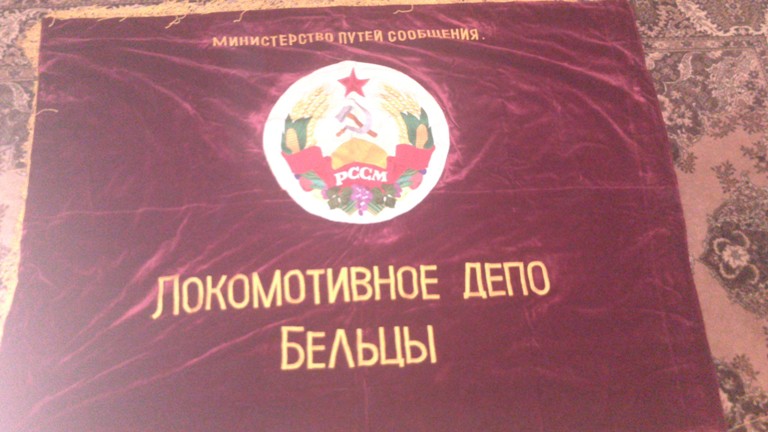 МИНИСТЕРСТВО ПУТЕЙ СООБЩЕНИЯ.
РССМ
ЛОКОМОТИВНОЕ ДЕПО
БЕЛЬЦЫ